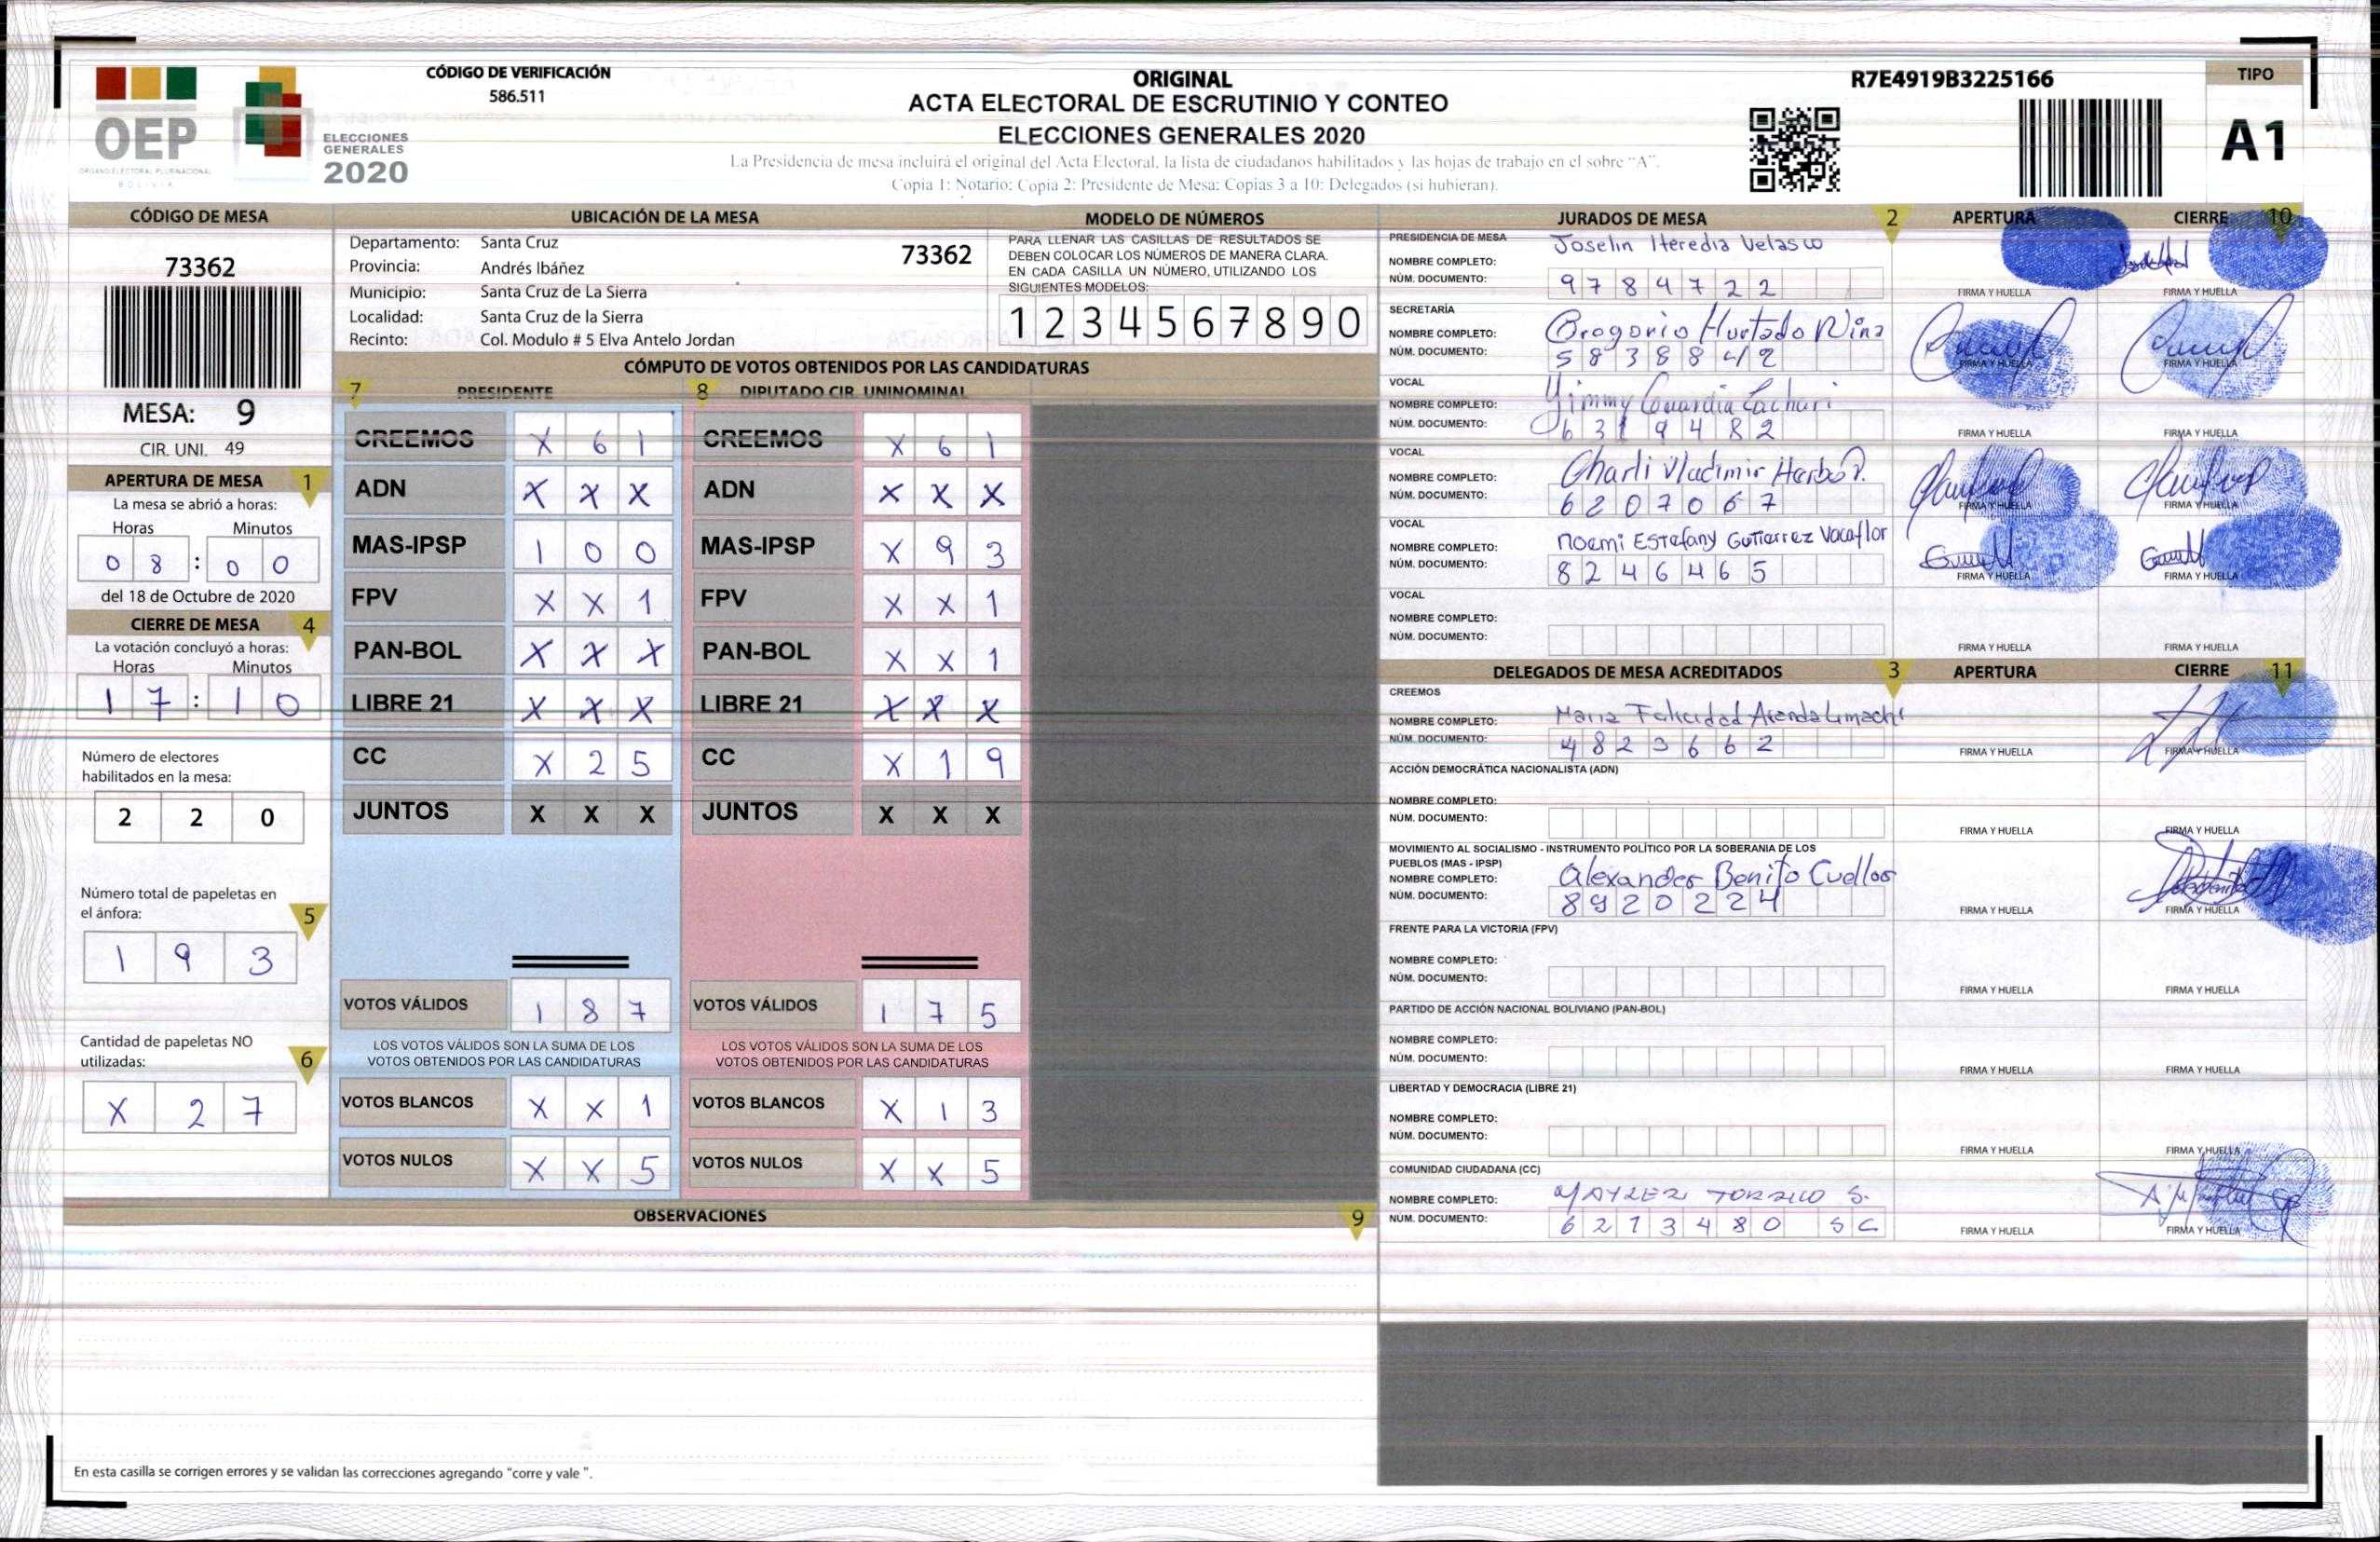 OEP
ÓRGANO ELECTORAL PLURINACIONAL
BOLIVIA
ELECCIONES
GENERALES
2020
CÓDIGO DE VERIFICACIÓN
586.511
ORIGINAL
ACTA ELECTORAL DE ESCRUTINIO Y CONTEO
ELECCIONES GENERALES 2020
La Presidencia de mesa incluirá el original del Acta Electoral, la lista de ciudadanos habilitados y las hojas de trabajo en el sobre “A”.
Copia 1: Notario; Copia 2: Presidente de Mesa; Copias 3 a 10: Delegados (si hubieran).
R7E4919B3225166
TIPO
A1
CÓDIGO DE MESA
73362
MESA: 9
CIR. UNI. 49
APERTURA DE MESA 1
La mesa se abrió a horas:
Horas Minutos
0 8 : 0 0
del 18 de Octubre de 2020
CIERRE DE MESA 4
La votación concluyó a horas:
Horas Minutos
1 7 : 1 0
Número de electores
habilitados en la mesa:
2 2 0
Número total de papeletas en
el ánfora: 5
1 9 3
Cantidad de papeletas NO
utilizadas: 6
X 2 7
UBICACIÓN DE LA MESA
Departamento: Santa Cruz 73362
Provincia: Andrés Ibáñez
Municipio: Santa Cruz de La Sierra
Localidad: Santa Cruz de la Sierra
Recinto: Col. Modulo # 5 Elva Antelo Jordan
MODELO DE NÚMEROS
PARA LLENAR LAS CASILLAS DE RESULTADOS SE
DEBEN COLOCAR LOS NÚMEROS DE MANERA CLARA.
EN CADA CASILLA UN NÚMERO, UTILIZANDO LOS
SIGUIENTES MODELOS:
1 2 3 4 5 6 7 8 9 0
CÓMPUTO DE VOTOS OBTENIDOS POR LAS CANDIDATURAS
7 PRESIDENTE 8 DIPUTADO CIR. UNINOMINAL
CREEMOS X 6 1 CREEMOS X 6 1
ADN X X X ADN X X X
MAS-IPSP 1 0 0 MAS-IPSP X 9 3
FPV X X 1 FPV X X 1
PAN-BOL X X X PAN-BOL X X 1
LIBRE 21 X X X LIBRE 21 X X X
CC X 2 5 CC X 1 9
JUNTOS X X X JUNTOS X X X
VOTOS VÁLIDOS 1 8 7 VOTOS VÁLIDOS 1 7 5
LOS VOTOS VÁLIDOS SON LA SUMA DE LOS LOS VOTOS VÁLIDOS SON LA SUMA DE LOS
VOTOS OBTENIDOS POR LAS CANDIDATURAS VOTOS OBTENIDOS POR LAS CANDIDATURAS
VOTOS BLANCOS X X 1 VOTOS BLANCOS X 1 3
VOTOS NULOS X X 5 VOTOS NULOS X X 5
OBSERVACIONES 9
En esta casilla se corrigen errores y se validan las correcciones agregando “corre y vale ”.
JURADOS DE MESA 2 APERTURA CIERRE 10
PRESIDENCIA DE MESA
NOMBRE COMPLETO: Joselin Heredia Velasco
NÚM. DOCUMENTO: 9 7 8 4 7 2 2 FIRMA Y HUELLA FIRMA Y HUELLA
SECRETARÍA
NOMBRE COMPLETO: Gregorio Hurtado Nina
NÚM. DOCUMENTO: 5 8 3 8 8 4 2 FIRMA Y HUELLA FIRMA Y HUELLA
VOCAL
NOMBRE COMPLETO: Yimmy Guardia
NÚM. DOCUMENTO: 6 3 1 9 4 8 2 FIRMA Y HUELLA FIRMA Y HUELLA
VOCAL
NOMBRE COMPLETO: Charli Vladimir
NÚM. DOCUMENTO: 6 2 0 7 0 6 7 FIRMA Y HUELLA FIRMA Y HUELLA
VOCAL
NOMBRE COMPLETO: Noemi Estefany Gutierrez Vacaflor
NÚM. DOCUMENTO: 8 2 4 6 4 6 5 FIRMA Y HUELLA FIRMA Y HUELLA
VOCAL
NOMBRE COMPLETO:
NÚM. DOCUMENTO: FIRMA Y HUELLA FIRMA Y HUELLA
DELEGADOS DE MESA ACREDITADOS 3 APERTURA CIERRE 11
CREEMOS
NOMBRE COMPLETO: Maria Felicidad
NÚM. DOCUMENTO: 4 8 2 3 6 6 2 FIRMA Y HUELLA FIRMA Y HUELLA
ACCIÓN DEMOCRÁTICA NACIONALISTA (ADN)
NOMBRE COMPLETO:
NÚM. DOCUMENTO: FIRMA Y HUELLA FIRMA Y HUELLA
MOVIMIENTO AL SOCIALISMO - INSTRUMENTO POLÍTICO POR LA SOBERANIA DE LOS
PUEBLOS (MAS - IPSP)
NOMBRE COMPLETO: Alexander Benito Cuellar
NÚM. DOCUMENTO: 8 9 2 0 2 2 4 FIRMA Y HUELLA FIRMA Y HUELLA
FRENTE PARA LA VICTORIA (FPV)
NOMBRE COMPLETO:
NÚM. DOCUMENTO: FIRMA Y HUELLA FIRMA Y HUELLA
PARTIDO DE ACCIÓN NACIONAL BOLIVIANO (PAN-BOL)
NOMBRE COMPLETO:
NÚM. DOCUMENTO: FIRMA Y HUELLA FIRMA Y HUELLA
LIBERTAD Y DEMOCRACIA (LIBRE 21)
NOMBRE COMPLETO:
NÚM. DOCUMENTO: FIRMA Y HUELLA FIRMA Y HUELLA
COMUNIDAD CIUDADANA (CC)
NOMBRE COMPLETO: S.
NÚM. DOCUMENTO: 6 2 7 3 4 8 0 S C FIRMA Y HUELLA FIRMA Y HUELLA